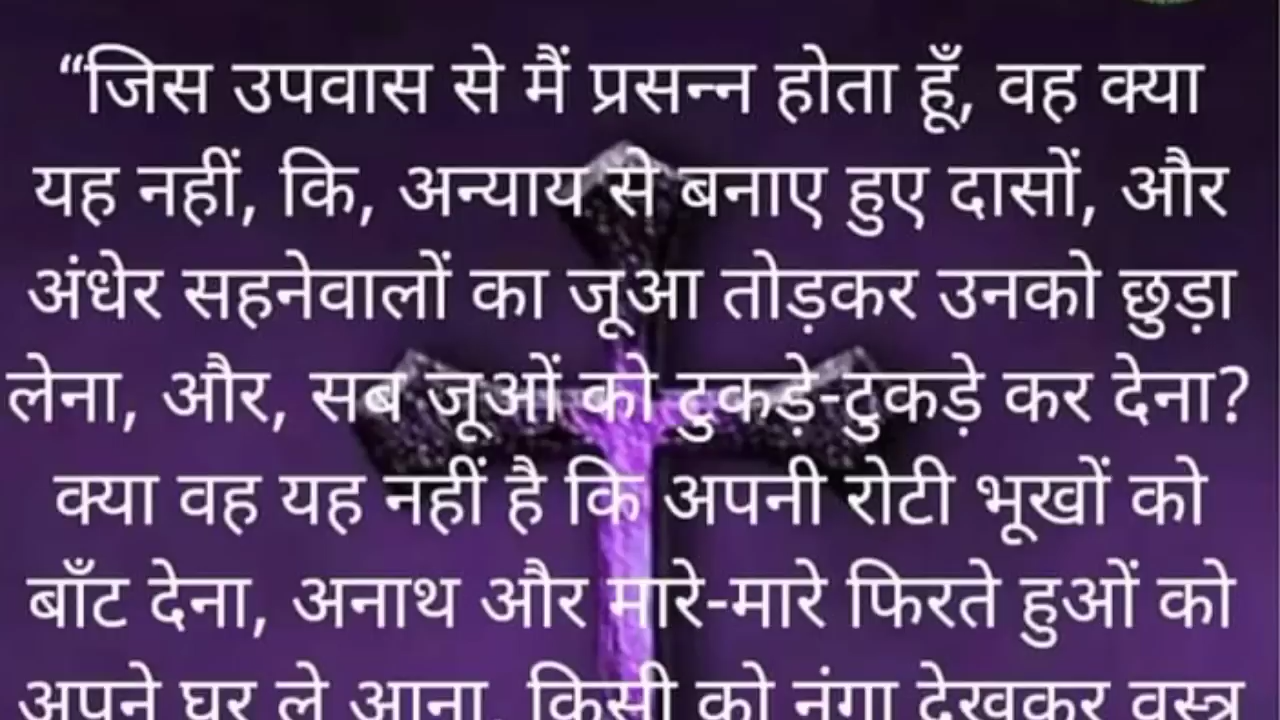 “जिस उपवास से मैं प्रसन्न होता हूँ, वह क्या
यह नहीं, कि, अन्याय से बनाए हुए दासों, और
अंधेर सहनेवालों का जूआ तोड़कर उनको छुड़ा
लेना, और, सब जूओं को टुकड़े-टुकड़े कर देना?
क्या वह यह नहीं है कि अपनी रोटी भूखों को
बाँट देना, अनाथ और मारे-मारे फिरते हुओं को
अपने घर ले आना, किसी को नंगा देखकर वस्त्र